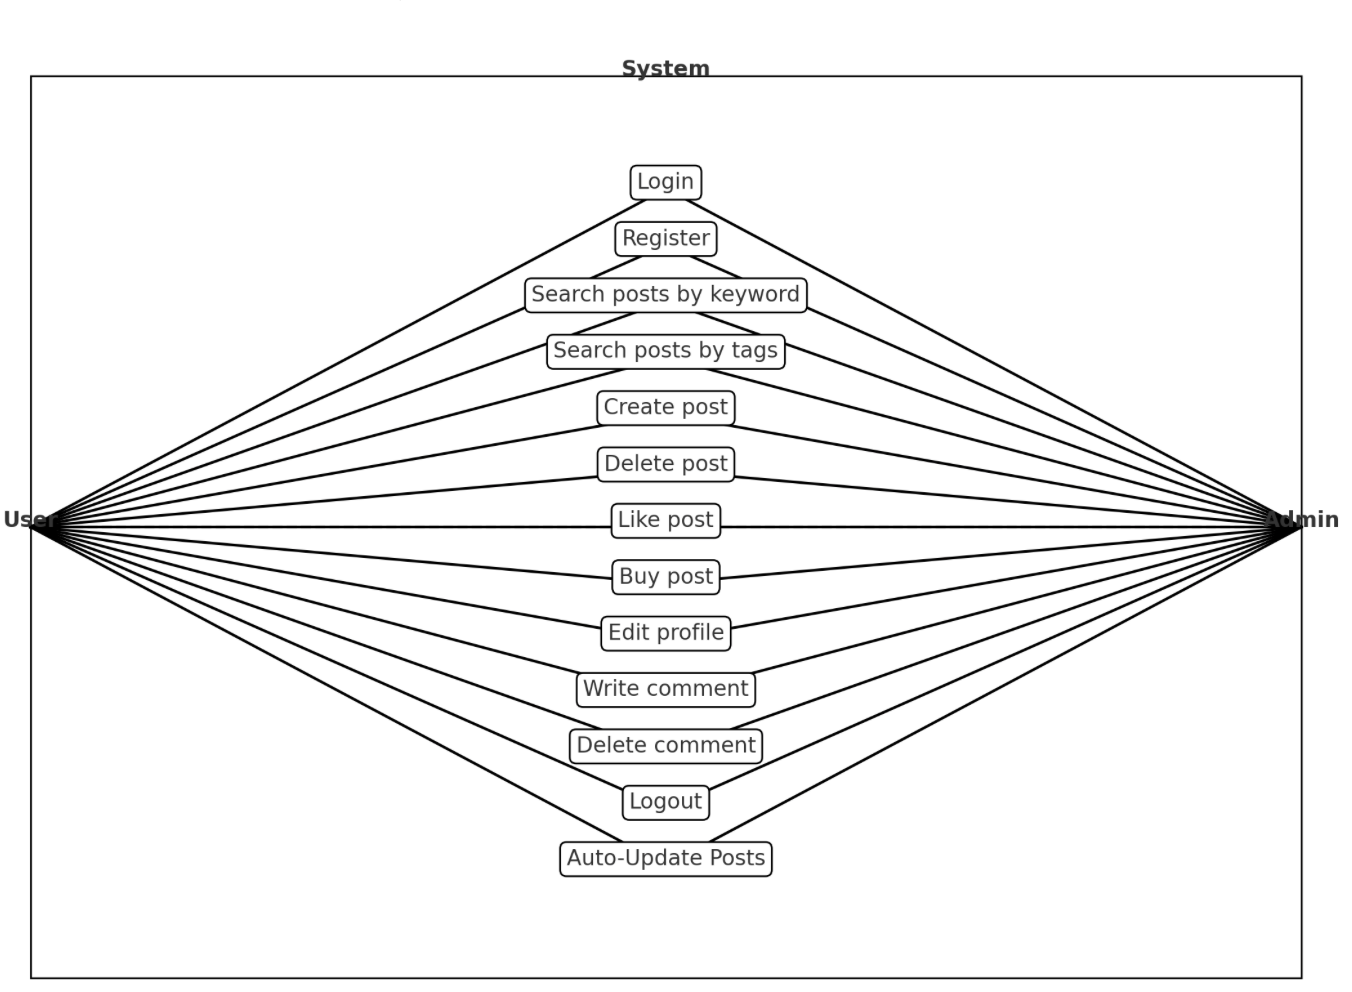 System
Login
Register
Search posts by keyword
Search posts by tags
Create post
Delete post
User
Like post
Admin
Buy post
Edit profile
Write comment
Delete comment
Logout
Auto-Update Posts